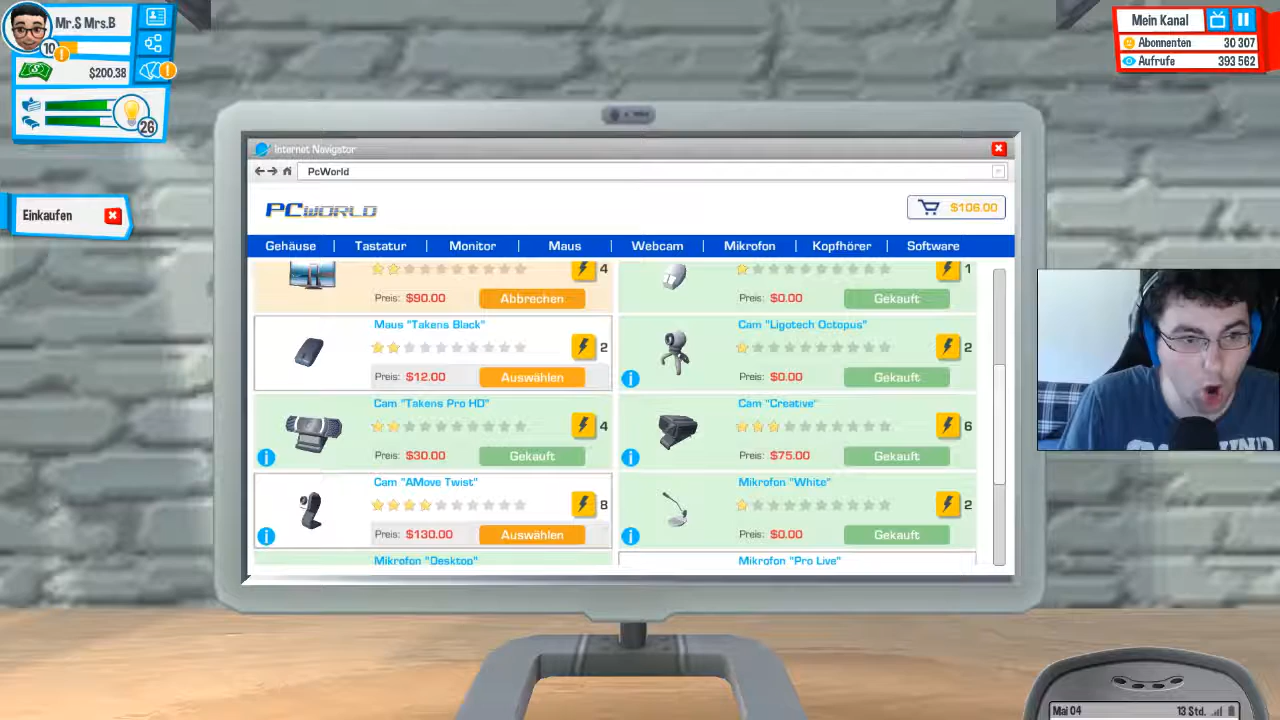 Mr.S Mrs.B
10
$200.38
26
Mein Kanal
Abonnenten 30 307
Aufrufe 393 562
Einkaufen
Internet Navigator
PcWorld
PCWORLD
$106.00
Gehäuse | Tastatur | Monitor | Maus | Webcam | Mikrofon | Kopfhörer | Software
4
Preis: $90.00 Abbrechen
1
Preis: $0.00 Gekauft
Maus "Takens Black"
2
Preis: $12.00 Auswählen
Cam "Ligotech Octopus"
2
Preis: $0.00 Gekauft
Cam "Takens Pro HD"
4
Preis: $30.00 Gekauft
Cam "Creative"
6
Preis: $75.00 Gekauft
Cam "AMove Twist"
8
Preis: $130.00 Auswählen
Mikrofon "White"
2
Preis: $0.00 Gekauft
Mikrofon "Desktop"
Mikrofon "Pro Live"
Mai 04 13 Std.